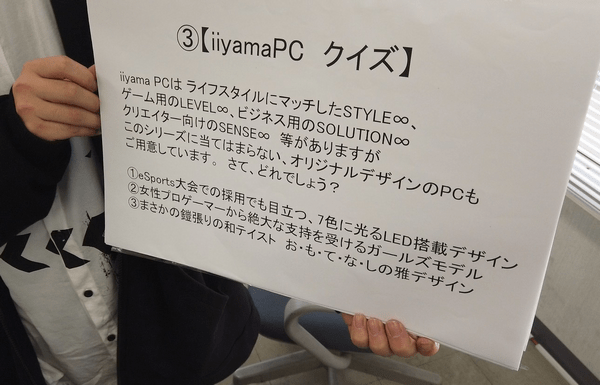 ③【iiyamaPC クイズ】
iiyama PCは ライフスタイルにマッチしたSTYLE∞、
ゲーム用のLEVEL∞、ビジネス用のSOLUTION∞
クリエイター向けのSENSE∞ 等がありますが
このシリーズに当てはまらない、オリジナルデザインのPCも
ご用意しています。 さて、どれでしょう？
①eSports大会での採用でも目立つ、7色に光るLED搭載デザイン
②女性プロゲーマーから絶大な支持を受けるガールズモデル
③まさかの鎧張りの和テイスト お・も・て・な・しの雅デザイン